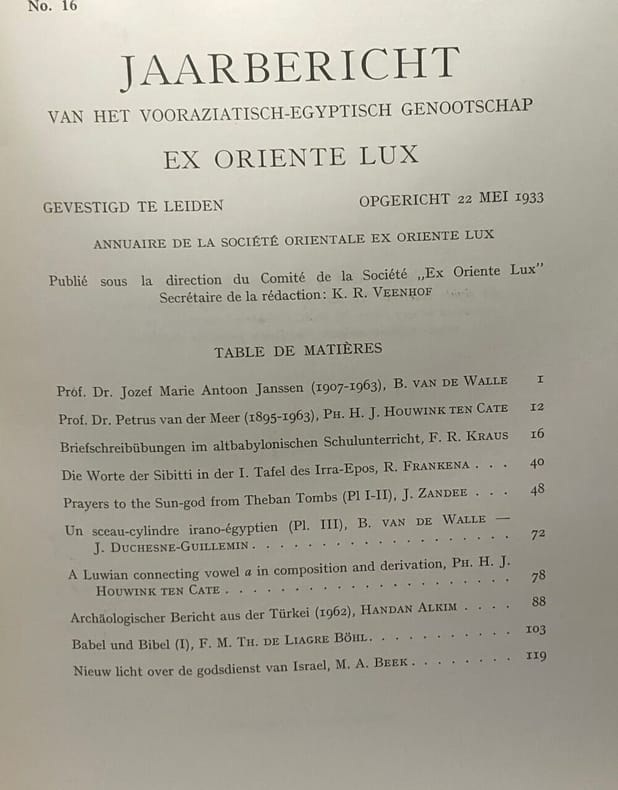 No. 16
JAARBERICHT
VAN HET VOORAZIATISCH-EGYPTISCH GENOOTSCHAP
EX ORIENTE LUX
GEVESTIGD TE LEIDEN OPGERICHT 22 MEI 1933
ANNUAIRE DE LA SOCIÉTÉ ORIENTALE EX ORIENTE LUX
Publié sous la direction du Comité de la Société „Ex Oriente Lux”
Secrétaire de la rédaction: K. R. VEENHOF
TABLE DE MATIÈRES
Prof. Dr. Jozef Marie Antoon Janssen (1907-1963), B. VAN DE WALLE 1
Prof. Dr. Petrus van der Meer (1895-1963), PH. H. J. HOUWINK TEN CATE 12
Briefschreibübungen im altbabylonischen Schulunterricht, F. R. KRAUS 16
Die Worte der Sibitti in der I. Tafel des Irra-Epos, R. FRANKENA . . . 40
Prayers to the Sun-god from Theban Tombs (Pl I-II), J. ZANDEE . . . 48
Un sceau-cylindre irano-égyptien (Pl. III), B. VAN DE WALLE —
J. DUCHESNE-GUILLEMIN . . . . . . . . . . . . . . . . . . . 72
A Luwian connecting vowel a in composition and derivation, PH. H. J.
HOUWINK TEN CATE . . . . . . . . . . . . . . . . . . . . . 78
Archäologischer Bericht aus der Türkei (1962), HANDAN ALKIM . . . . 88
Babel und Bibel (I), F. M. TH. DE LIAGRE BÖHL . . . . . . . . . . . 103
Nieuw licht over de godsdienst van Israel, M. A. BEEK . . . . . . . . 119